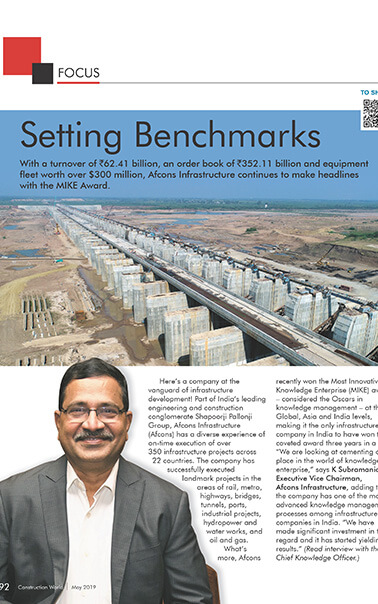 FOCUS
TO SH
Setting Benchmarks
With a turnover of ₹62.41 billion, an order book of ₹352.11 billion and equipment
fleet worth over $300 million, Afcons Infrastructure continues to make headlines
with the MIKE Award.
Here's a company at the
vanguard of infrastructure
development! Part of India's leading
engineering and construction
conglomerate Shapoorji Pallonji
Group, Afcons Infrastructure
(Afcons) has a diverse experience of
on-time execution of over
350 infrastructure projects across
22 countries. The company has
successfully executed
landmark projects in the
areas of rail, metro,
highways, bridges,
tunnels, ports,
industrial projects,
hydropower and
water works, and
oil and gas.
What's
more, Afcons
recently won the Most Innovativ
Knowledge Enterprise (MIKE) aw
– considered the Oscars in
knowledge management – at th
Global, Asia and India levels,
making it the only infrastructure
company in India to have won t
coveted award three years in a
"We are looking at cementing o
place in the world of knowledg
enterprise," says K Subramania
Executive Vice Chairman,
Afcons Infrastructure, adding t
the company has one of the mo
advanced knowledge managem
processes among infrastructure
companies in India. "We have
made significant investment in t
regard and it has started yieldin
results." (Read interview with the
Chief Knowledge Officer.)
92 Construction World | May 2019